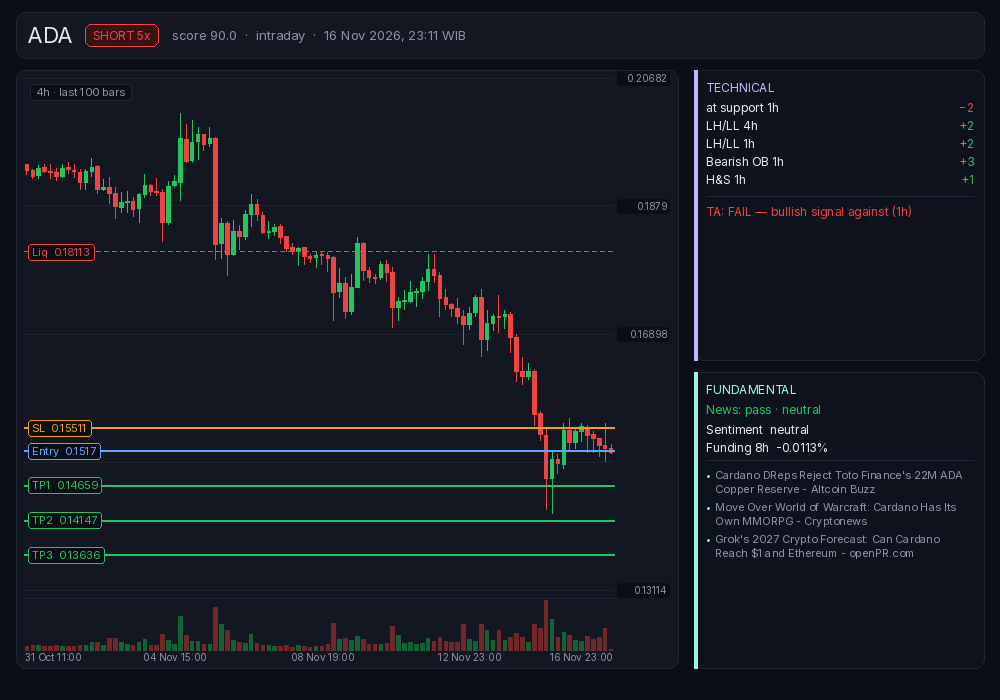 ADA SHORT 5x score 90.0 · intraday · 16 Nov 2026, 23:11 WIB
4h · last 100 bars
0.20682
0.1879
Liq 0.18113
0.16898
SL 0.15511
Entry 0.1517
TP1 0.14659
TP2 0.14147
TP3 0.13636
0.13114
31 Oct 11:00 04 Nov 15:00 08 Nov 19:00 12 Nov 23:00 16 Nov 23:00
TECHNICAL
at support 1h −2
LH/LL 4h +2
LH/LL 1h +2
Bearish OB 1h +3
H&S 1h +1
TA: FAIL — bullish signal against (1h)
FUNDAMENTAL
News: pass · neutral
Sentiment neutral
Funding 8h -0.0113%
• Cardano DReps Reject Toto Finance's 22M ADA
Copper Reserve - Altcoin Buzz
• Move Over World of Warcraft: Cardano Has Its
Own MMORPG - Cryptonews
• Grok's 2027 Crypto Forecast: Can Cardano
Reach $1 and Ethereum - openPR.com